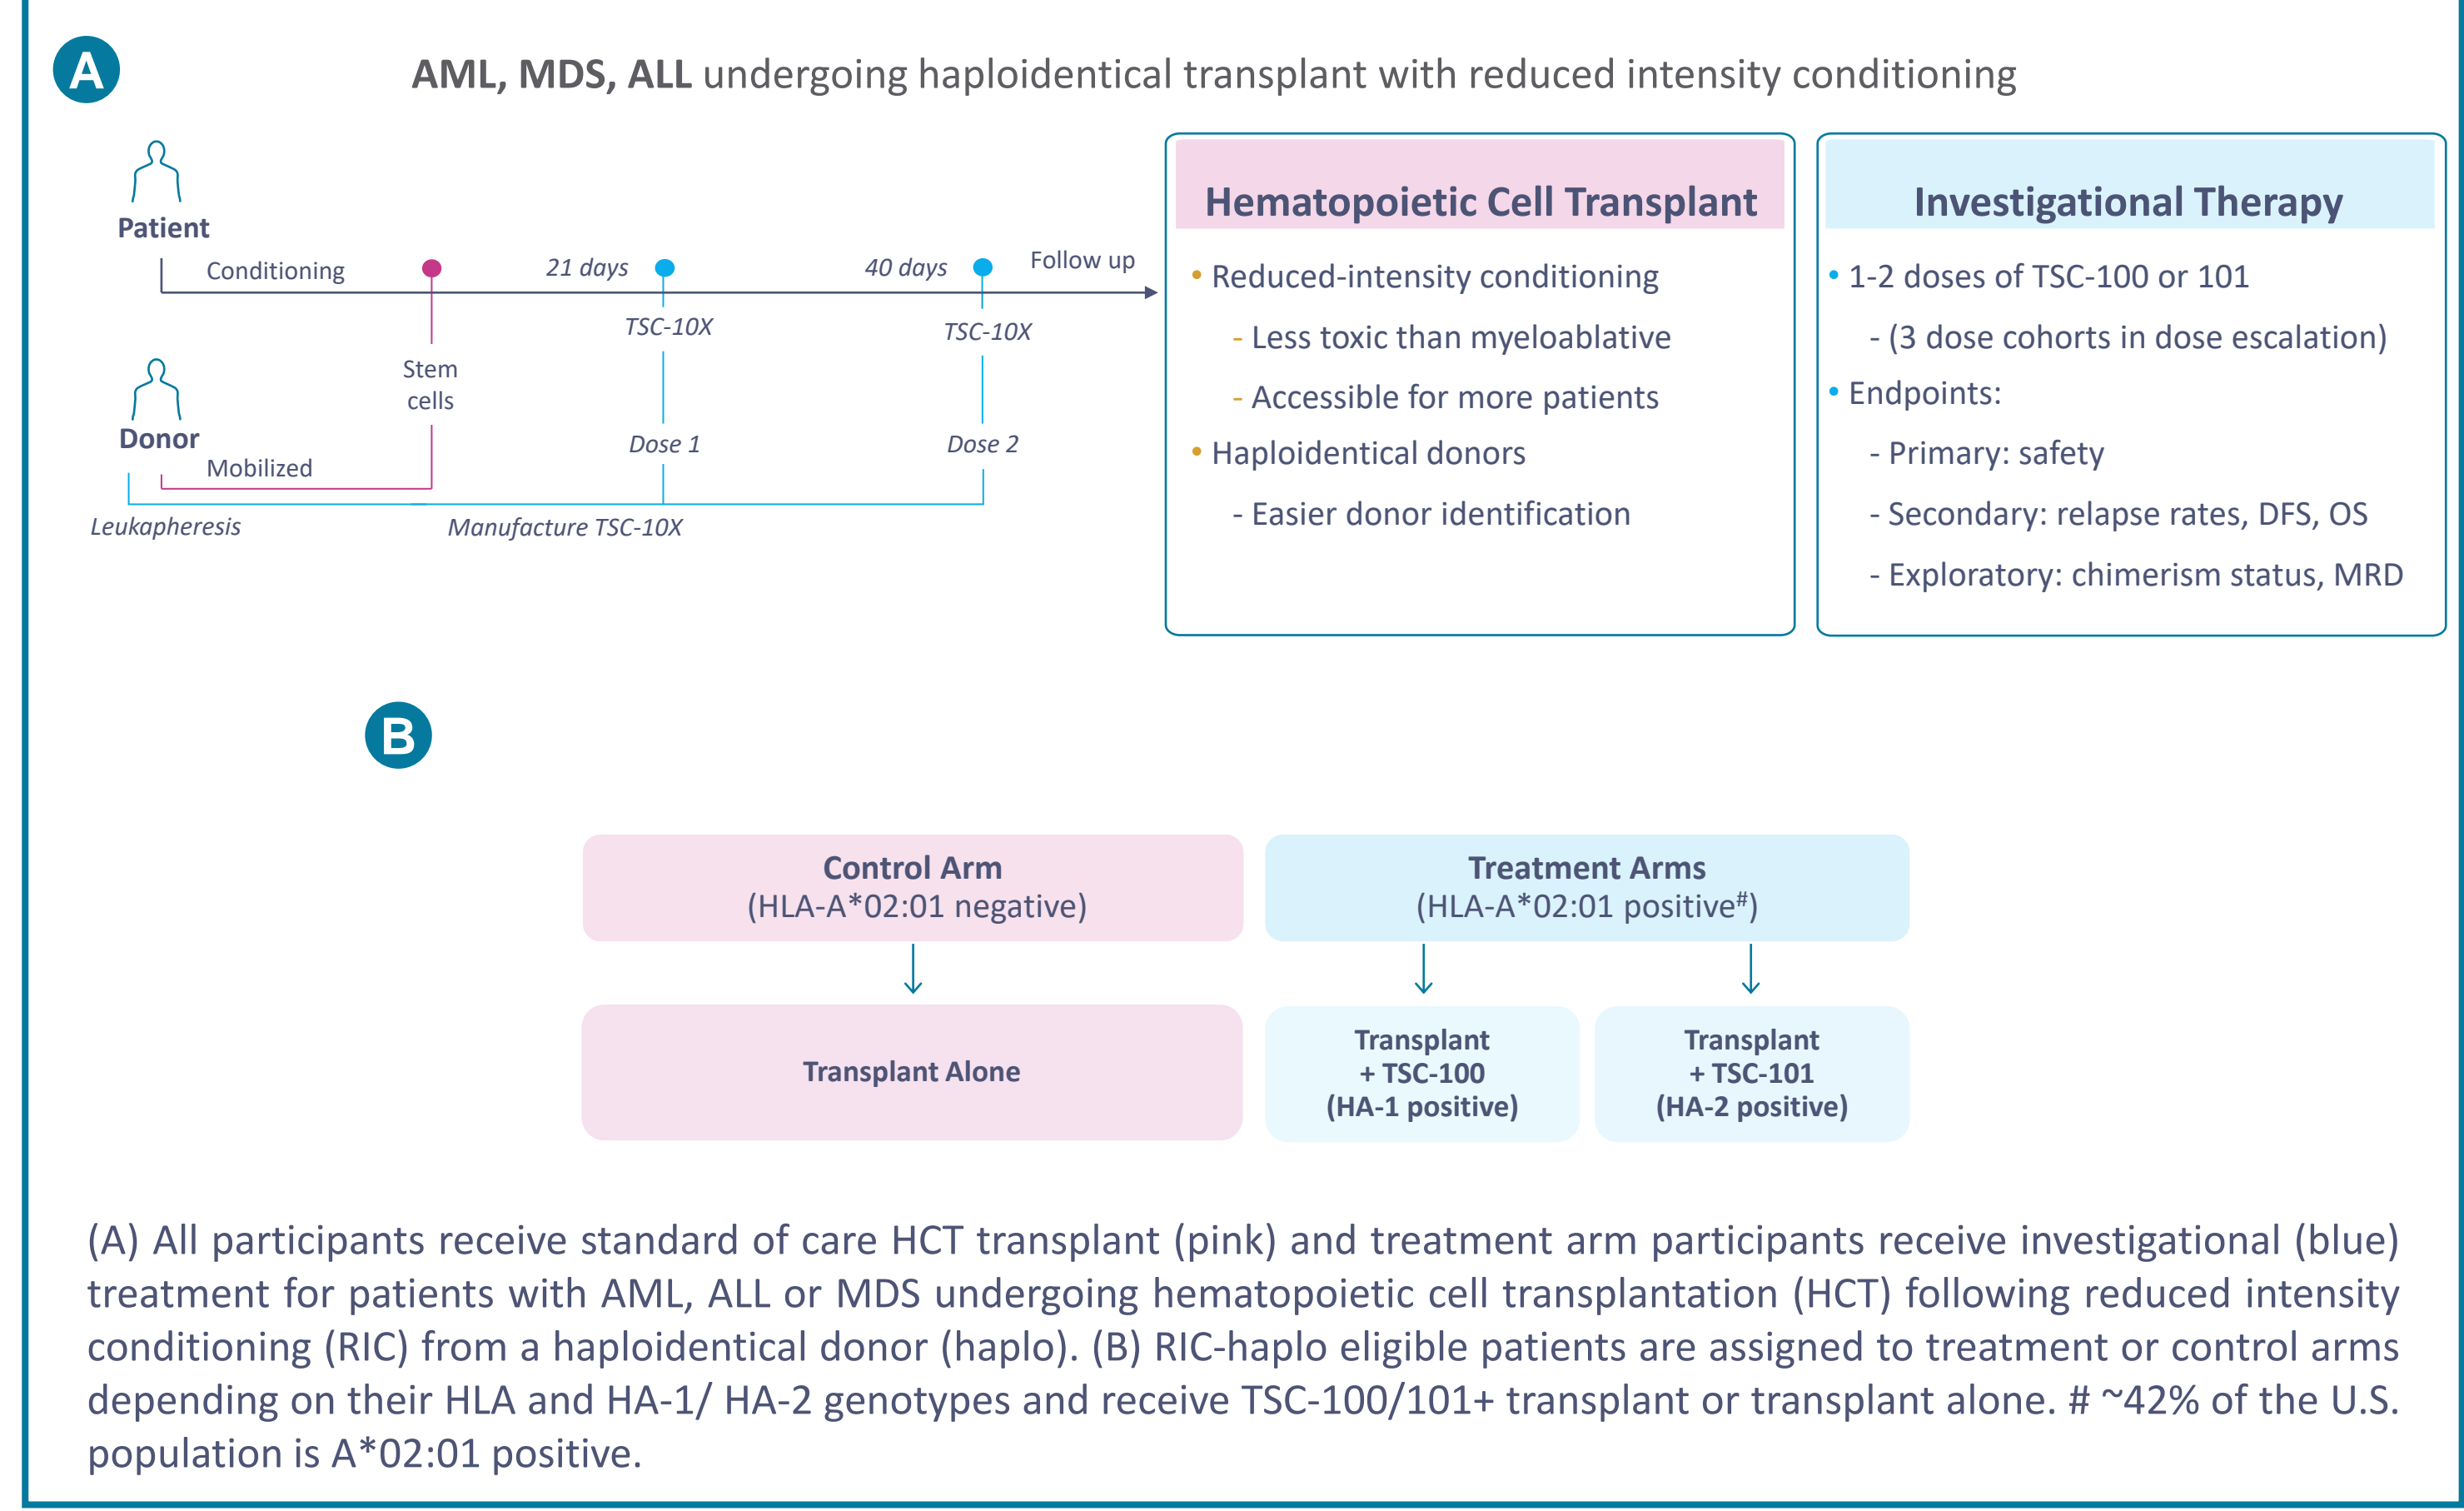 A
AML, MDS, ALL undergoing haploidentical transplant with reduced intensity conditioning
Patient
Conditioning
21 days
40 days
Follow up
TSC-10X
TSC-10X
Stem
cells
Donor
Mobilized
Dose 1
Dose 2
Leukapheresis
Manufacture TSC-10X
Hematopoietic Cell Transplant
• Reduced-intensity conditioning
- Less toxic than myeloablative
- Accessible for more patients
• Haploidentical donors
- Easier donor identification
Investigational Therapy
• 1-2 doses of TSC-100 or 101
- (3 dose cohorts in dose escalation)
• Endpoints:
- Primary: safety
- Secondary: relapse rates, DFS, OS
- Exploratory: chimerism status, MRD
B
Control Arm
(HLA-A*02:01 negative)
Treatment Arms
(HLA-A*02:01 positive#)
Transplant Alone
Transplant
+ TSC-100
(HA-1 positive)
Transplant
+ TSC-101
(HA-2 positive)
(A) All participants receive standard of care HCT transplant (pink) and treatment arm participants receive investigational (blue)
treatment for patients with AML, ALL or MDS undergoing hematopoietic cell transplantation (HCT) following reduced intensity
conditioning (RIC) from a haploidentical donor (haplo). (B) RIC-haplo eligible patients are assigned to treatment or control arms
depending on their HLA and HA-1/ HA-2 genotypes and receive TSC-100/101+ transplant or transplant alone. # ~42% of the U.S.
population is A*02:01 positive.